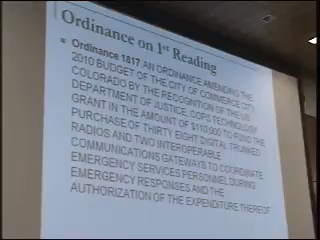 Ordinance on 1st Reading
Ordinance 1817 AN ORDINANCE AMENDING THE
2010 BUDGET OF THE CITY OF COMMERCE CITY,
COLORADO BY THE RECOGNITION OF THE US
DEPARTMENT OF JUSTICE, COPS TECHNOLOGY
GRANT IN THE AMOUNT OF $110,000 TO FUND THE
PURCHASE OF THIRTY EIGHT DIGITAL TRUNKED
RADIOS AND TWO INTEROPERABLE
COMMUNICATIONS GATEWAYS TO COORDINATE
EMERGENCY SERVICES PERSONNEL DURING
EMERGENCY RESPONSES AND THE
AUTHORIZATION OF THE EXPENDITURE THEREOF